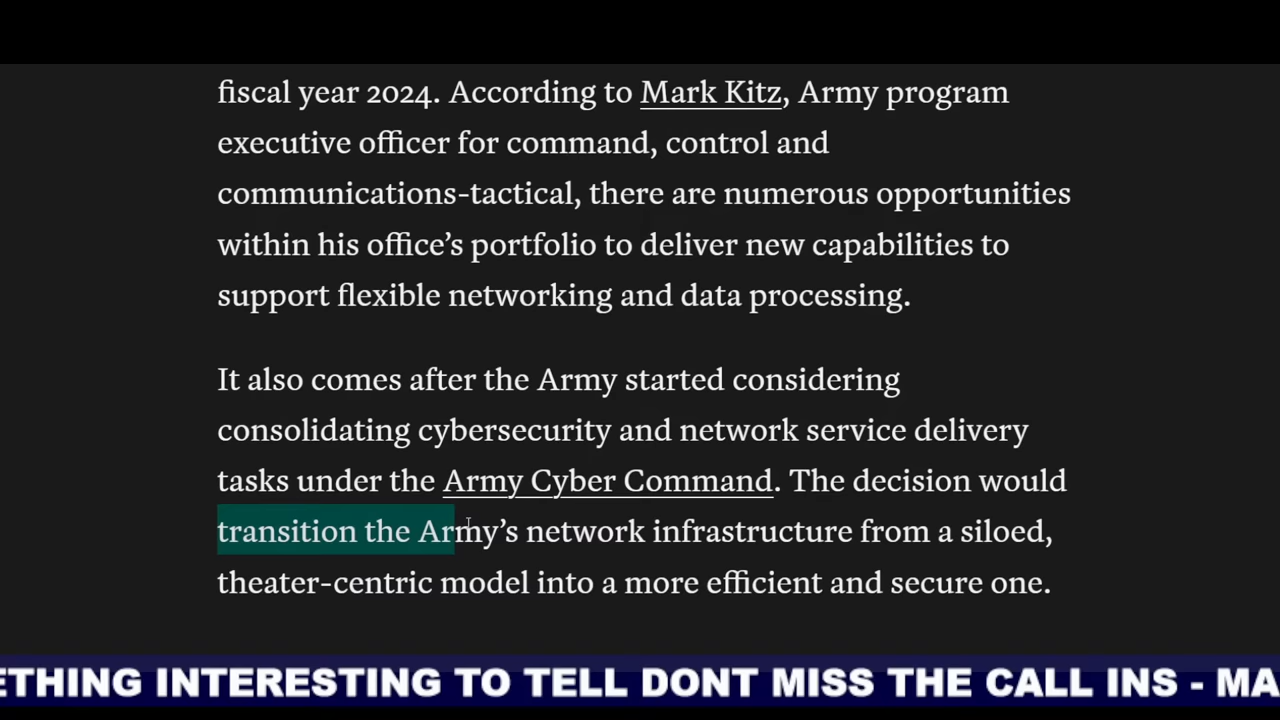 fiscal year 2024. According to Mark Kitz, Army program
executive officer for command, control and
communications-tactical, there are numerous opportunities
within his office’s portfolio to deliver new capabilities to
support flexible networking and data processing.
It also comes after the Army started considering
consolidating cybersecurity and network service delivery
tasks under the Army Cyber Command. The decision would
transition the Army’s network infrastructure from a siloed,
theater-centric model into a more efficient and secure one.
ETHING INTERESTING TO TELL DONT MISS THE CALL INS - MA